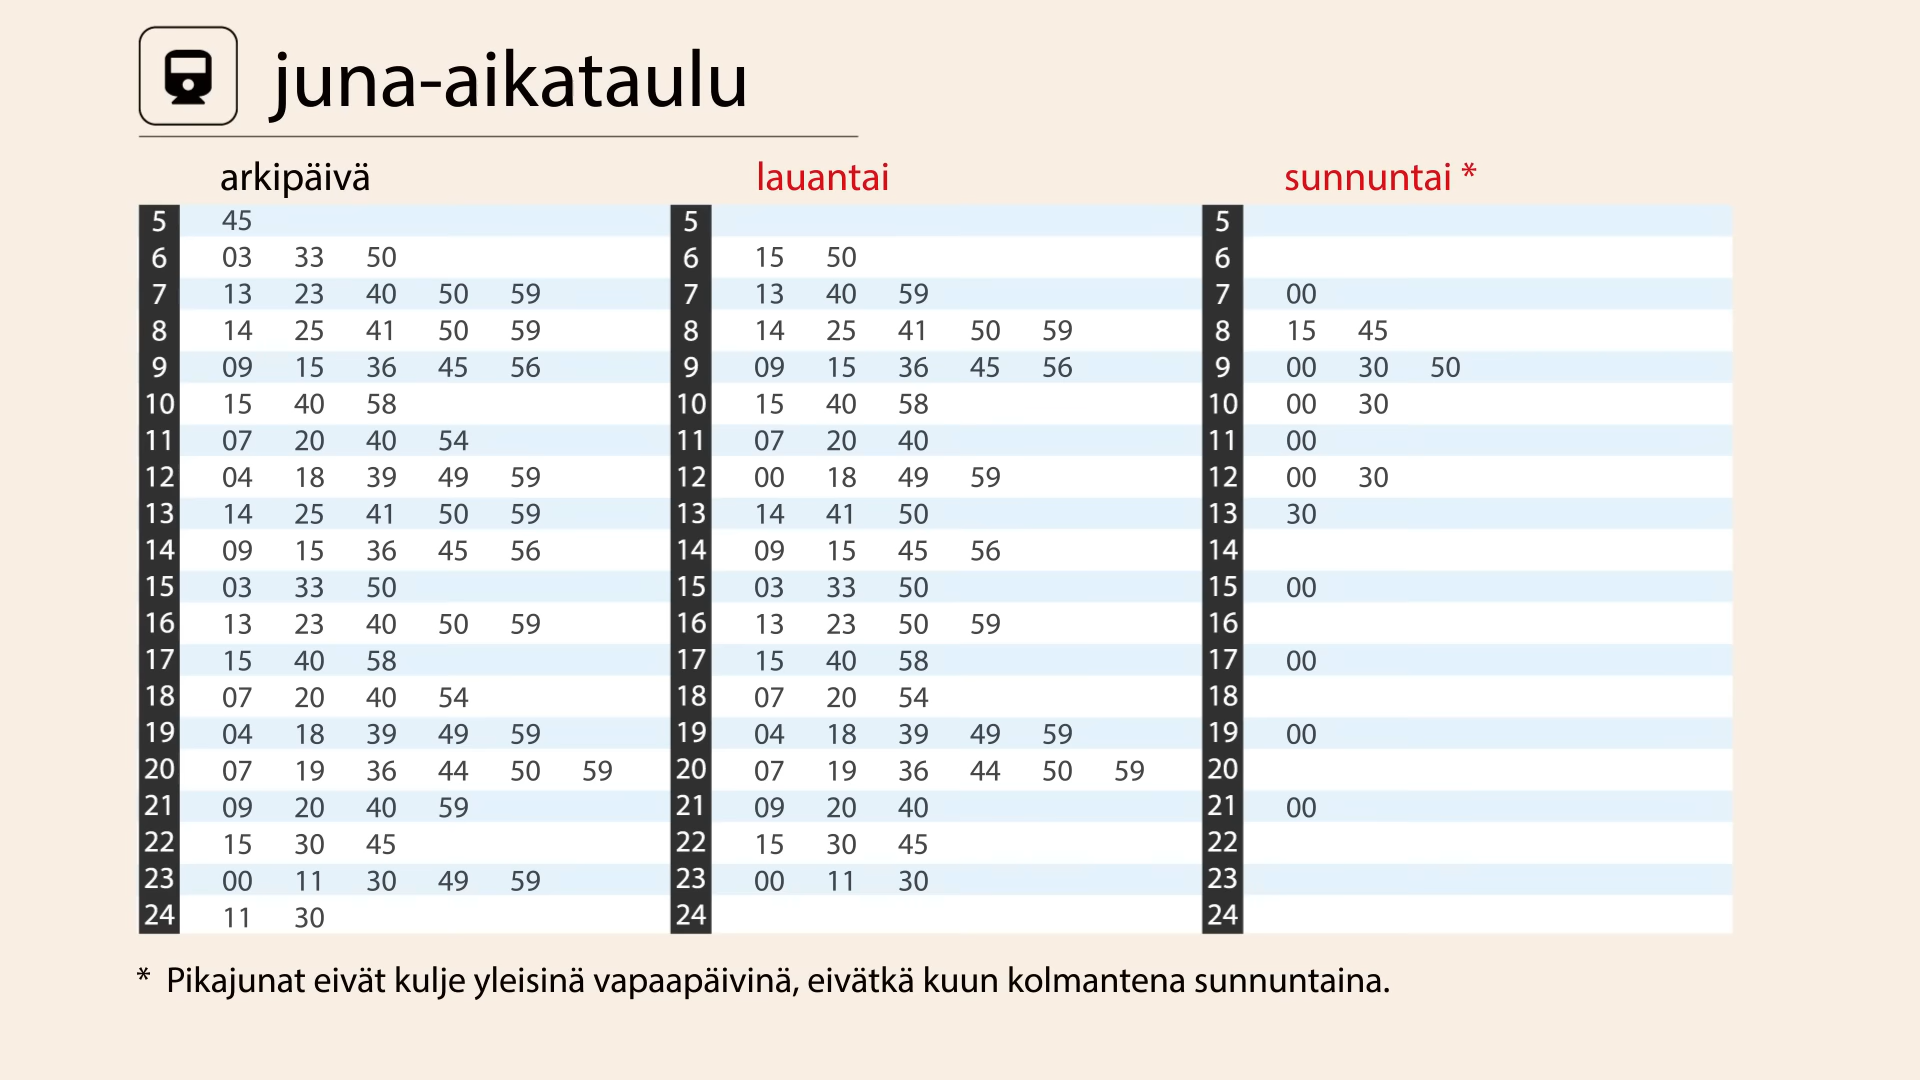 juna-aikataulu
arkipäivä lauantai sunnuntai *
5 45 5 5
6 03 33 50 6 15 50 6
7 13 23 40 50 59 7 13 40 59 7 00
8 14 25 41 50 59 8 14 25 41 50 59 8 15 45
9 09 15 36 45 56 9 09 15 36 45 56 9 00 30 50
10 15 40 58 10 15 40 58 10 00 30
11 07 20 40 54 11 07 20 40 11 00
12 04 18 39 49 59 12 00 18 49 59 12 00 30
13 14 25 41 50 59 13 14 41 50 13 30
14 09 15 36 45 56 14 09 15 45 56 14
15 03 33 50 15 03 33 50 15 00
16 13 23 40 50 59 16 13 23 50 59 16
17 15 40 58 17 15 40 58 17 00
18 07 20 40 54 18 07 20 54 18
19 04 18 39 49 59 19 04 18 39 49 59 19 00
20 07 19 36 44 50 59 20 07 19 36 44 50 59 20
21 09 20 40 59 21 09 20 40 21 00
22 15 30 45 22 15 30 45 22
23 00 11 30 49 59 23 00 11 30 23
24 11 30 24 24
* Pikajunat eivät kulje yleisinä vapaapäivinä, eivätkä kuun kolmantena sunnuntaina.